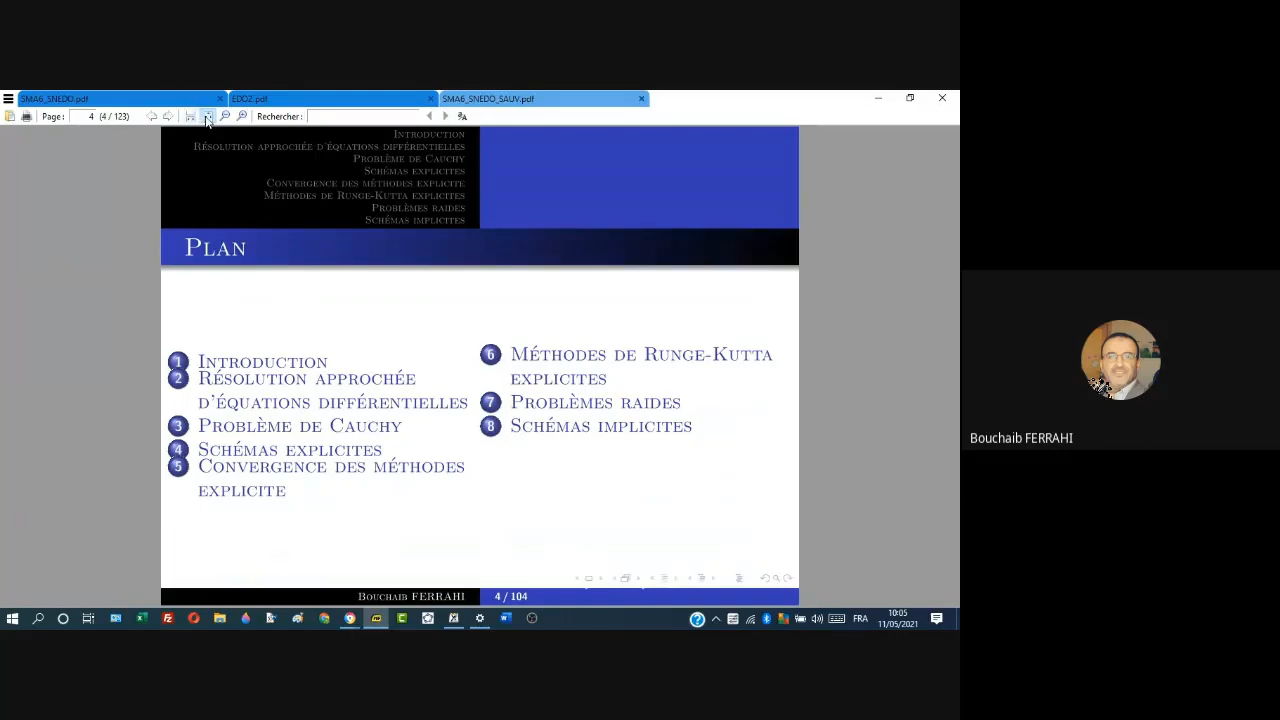 SMA6_SNEDO.pdf
EDO2.pdf
SMA6_SNEDO_SAUV.pdf
Page: 4 (4 / 123)
Rechercher:
Introduction
Résolution approchée d'équations différentielles
Problème de Cauchy
Schémas explicites
Convergence des méthodes explicite
Méthodes de Runge-Kutta explicites
Problèmes raides
Schémas implicites
Plan
1 Introduction
2 Résolution approchée
d'équations différentielles
3 Problème de Cauchy
4 Schémas explicites
5 Convergence des méthodes
explicite
6 Méthodes de Runge-Kutta
explicites
7 Problèmes raides
8 Schémas implicites
Bouchaib FERRAHI
4 / 104
FRA
10:05
11/05/2021
Bouchaib FERRAHI